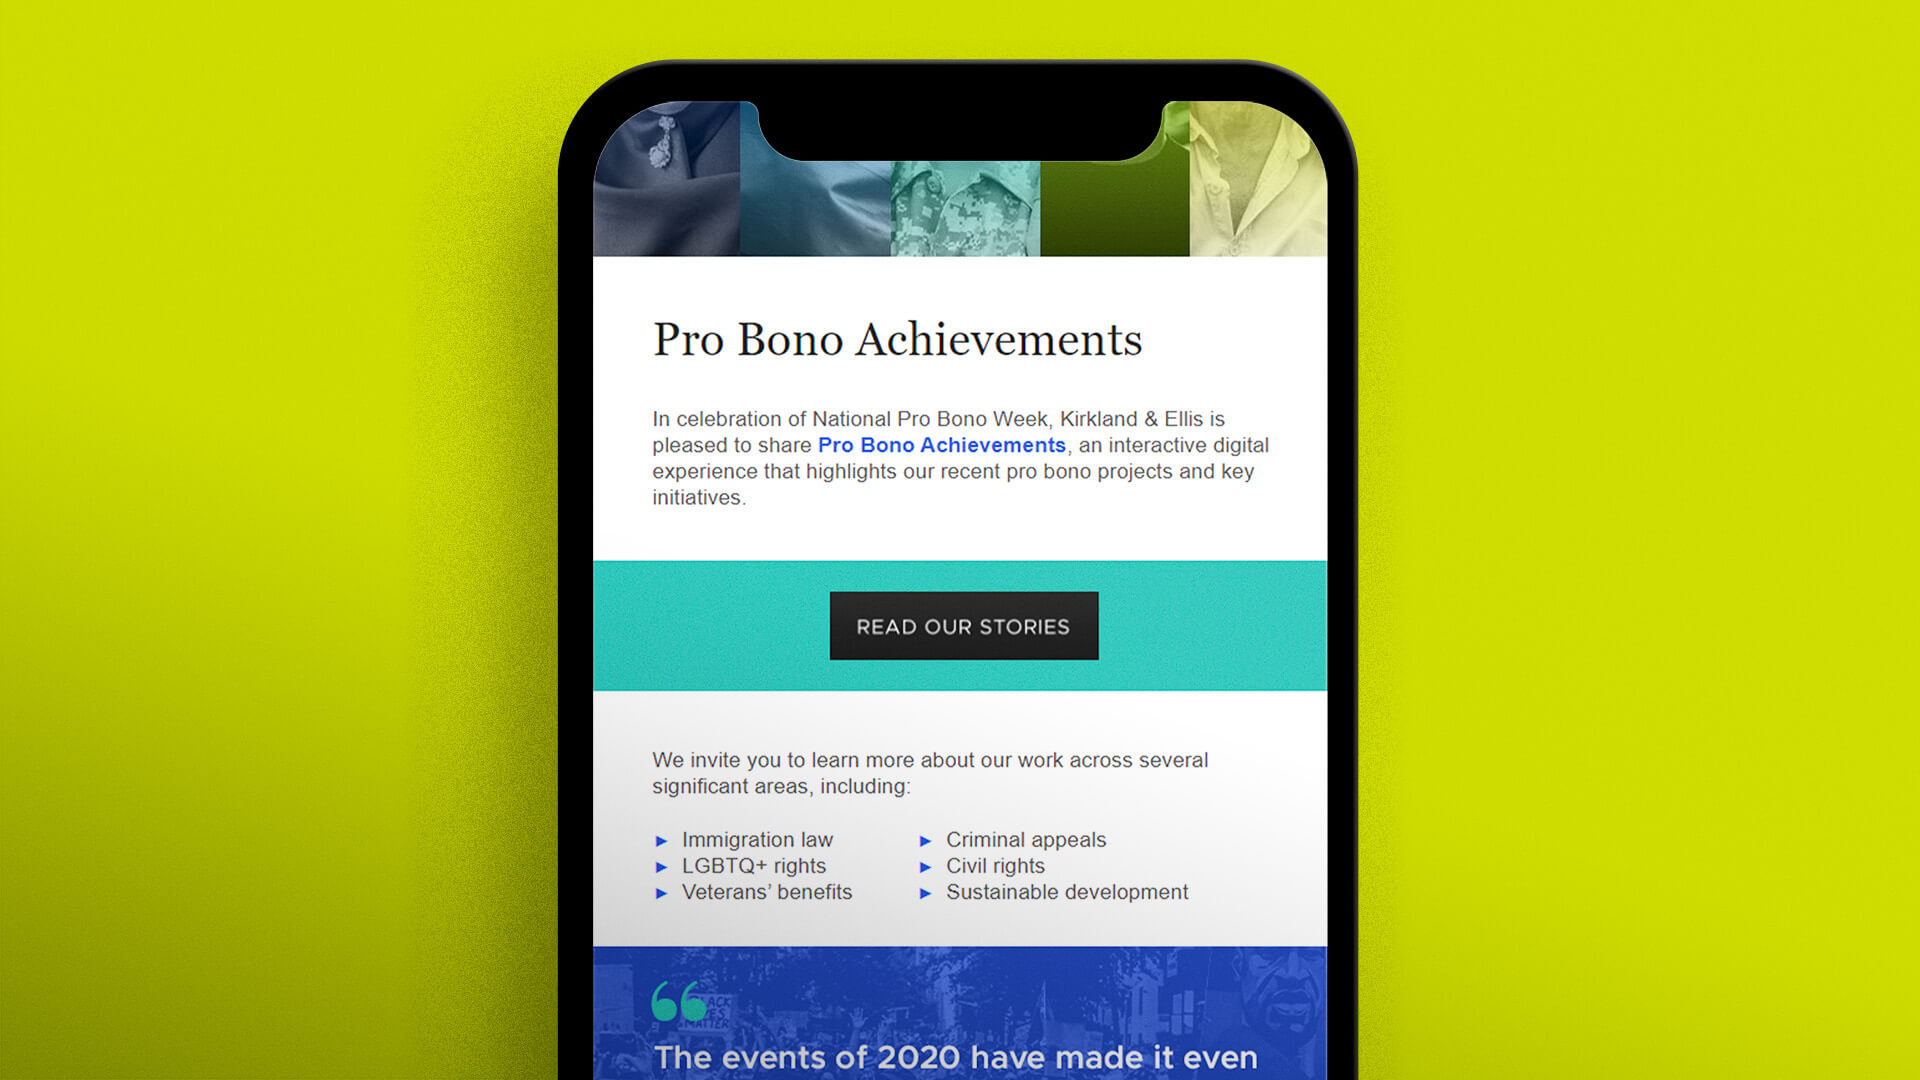 Pro Bono Achievements
In celebration of National Pro Bono Week, Kirkland & Ellis is
pleased to share Pro Bono Achievements, an interactive digital
experience that highlights our recent pro bono projects and key
initiatives.
READ OUR STORIES
We invite you to learn more about our work across several
significant areas, including:
► Immigration law
► LGBTQ+ rights
► Veterans’ benefits
► Criminal appeals
► Civil rights
► Sustainable development
“
MATTER
The events of 2020 have made it even